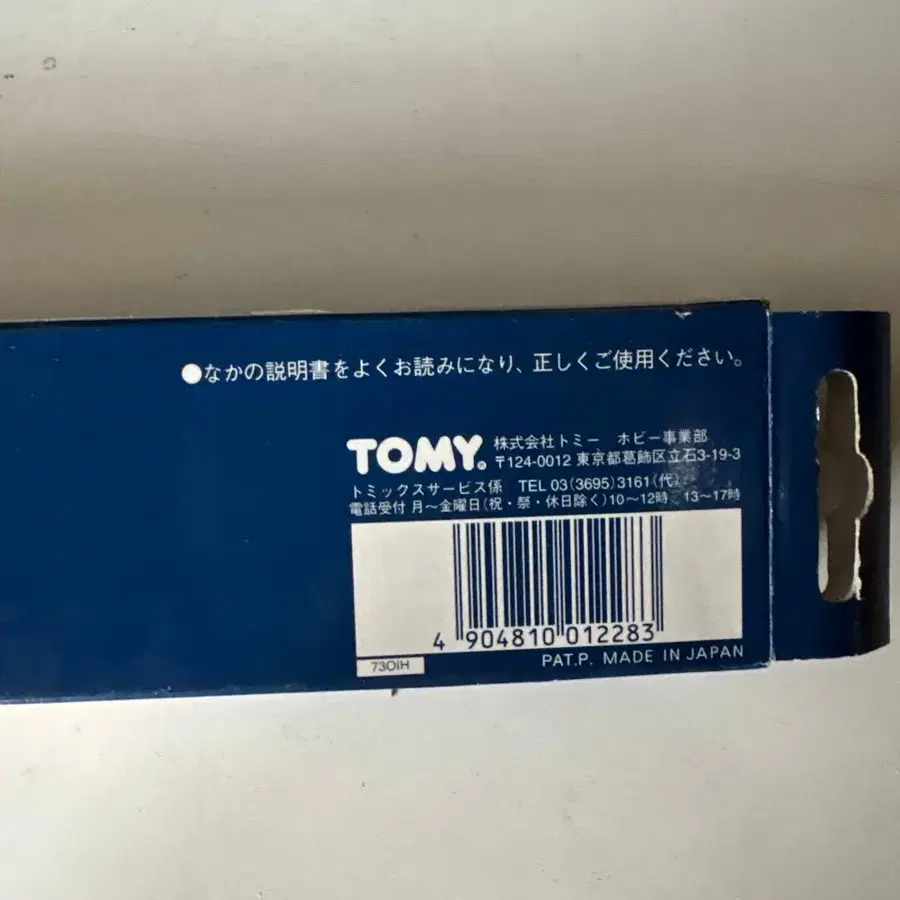 ●なかの説明書をよくお読みになり、正しくご使用ください。
TOMY. 株式会社トミー ホビー事業部
〒124-0012 東京都葛飾区立石3-19-3
トミックスサービス係 TEL 03(3695)3161(代)
電話受付 月〜金曜日(祝・祭・休日除く)10〜12時、13〜17時
4 904810 012283
730IH PAT.P. MADE IN JAPAN